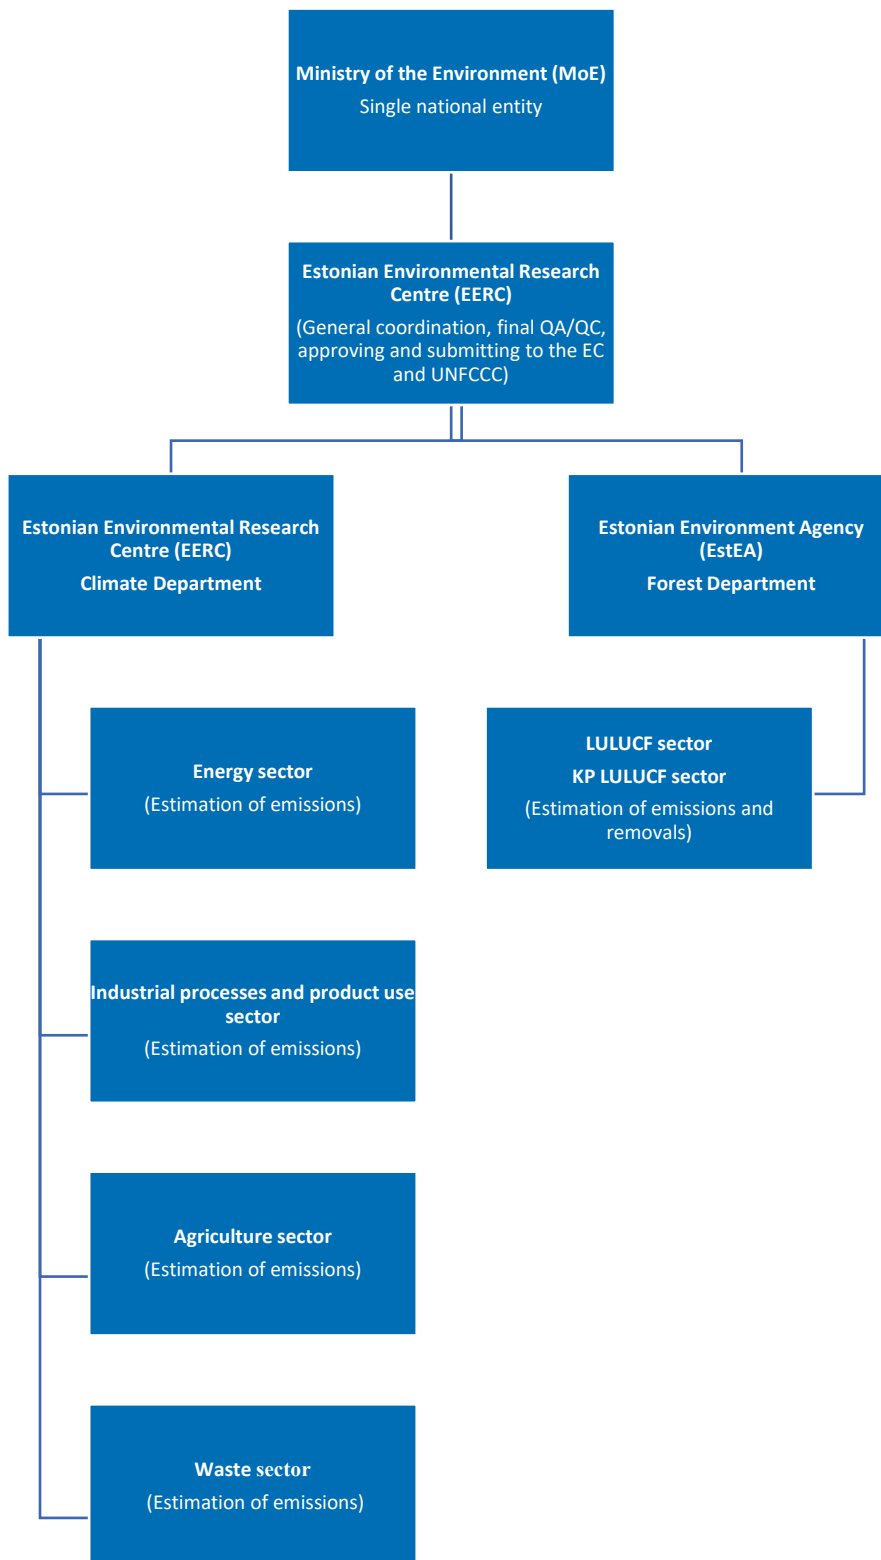 Ministry of the Environment (MoE)
Single national entity
Estonian Environmental Research
Centre (EERC)
(General coordination, final QA/QC,
approving and submitting to the EC
and UNFCCC)
Estonian Environmental Research
Centre (EERC)
Climate Department
Estonian Environment Agency
(EstEA)
Forest Department
Energy sector
(Estimation of emissions)
LULUCF sector
KP LULUCF sector
(Estimation of emissions and
removals)
Industrial processes and product use
sector
(Estimation of emissions)
Agriculture sector
(Estimation of emissions)
Waste sector
(Estimation of emissions)